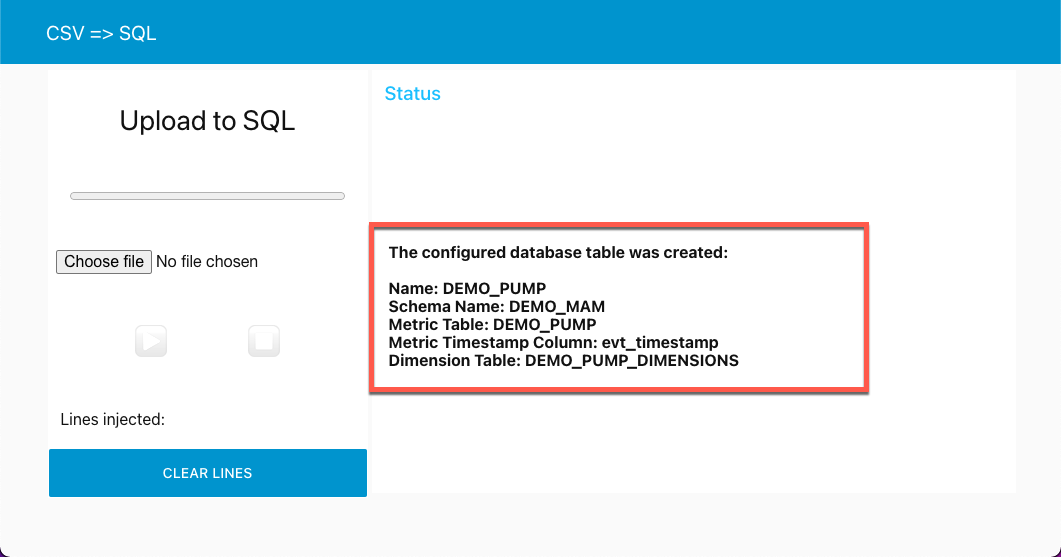 CSV => SQL
Upload to SQL
Choose file No file chosen
Lines injected:
CLEAR LINES
Status
The configured database table was created:
Name: DEMO_PUMP
Schema Name: DEMO_MAM
Metric Table: DEMO_PUMP
Metric Timestamp Column: evt_timestamp
Dimension Table: DEMO_PUMP_DIMENSIONS